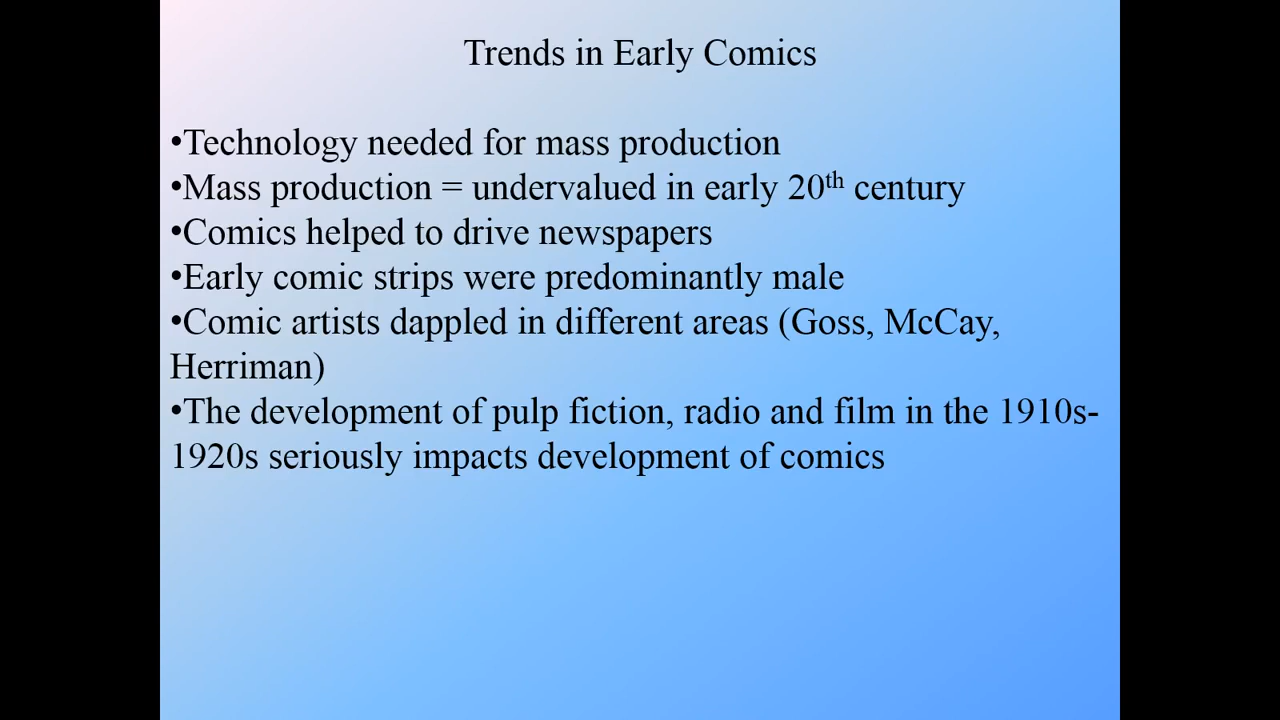 Trends in Early Comics
•Technology needed for mass production
•Mass production = undervalued in early 20th century
•Comics helped to drive newspapers
•Early comic strips were predominantly male
•Comic artists dappled in different areas (Goss, McCay,
Herriman)
•The development of pulp fiction, radio and film in the 1910s-
1920s seriously impacts development of comics